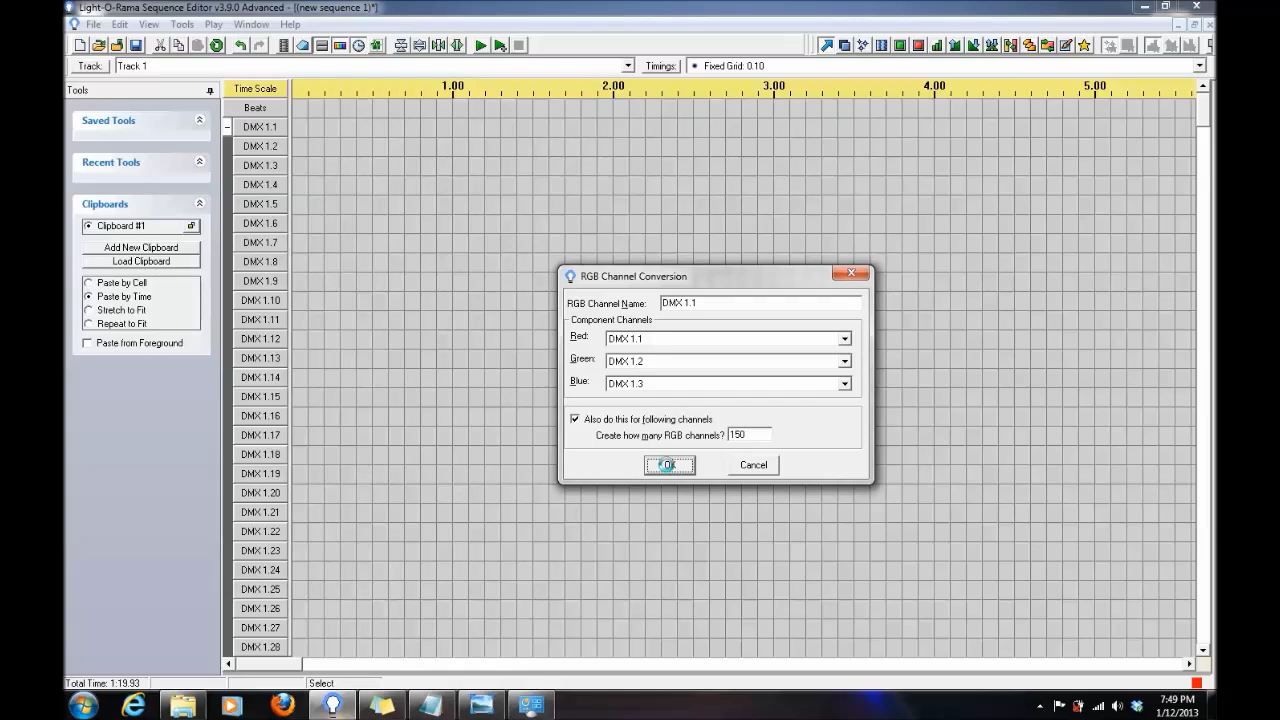 Light-O-Rama Sequence Editor v3.9.0 Advanced - [(new sequence 1)*]
File Edit View Tools Play Window Help
Track: Track 1 Timings: Fixed Grid: 0.10
Tools
Time Scale 1.00 2.00 3.00 4.00 5.00
Beats
Saved Tools
Recent Tools
Clipboards
Clipboard #1
Add New Clipboard
Load Clipboard
Paste by Cell
Paste by Time
Stretch to Fit
Repeat to Fit
Paste from Foreground
DMX 1.1
DMX 1.2
DMX 1.3
DMX 1.4
DMX 1.5
DMX 1.6
DMX 1.7
DMX 1.8
DMX 1.9
DMX 1.10
DMX 1.11
DMX 1.12
DMX 1.13
DMX 1.14
DMX 1.15
DMX 1.16
DMX 1.17
DMX 1.18
DMX 1.19
DMX 1.20
DMX 1.21
DMX 1.22
DMX 1.23
DMX 1.24
DMX 1.25
DMX 1.26
DMX 1.27
DMX 1.28
RGB Channel Conversion
RGB Channel Name: DMX 1.1
Component Channels
Red: DMX 1.1
Green: DMX 1.2
Blue: DMX 1.3
Also do this for following channels
Create how many RGB channels? 150
OK Cancel
Total Time: 1:19.93 Select
7:49 PM
1/12/2013